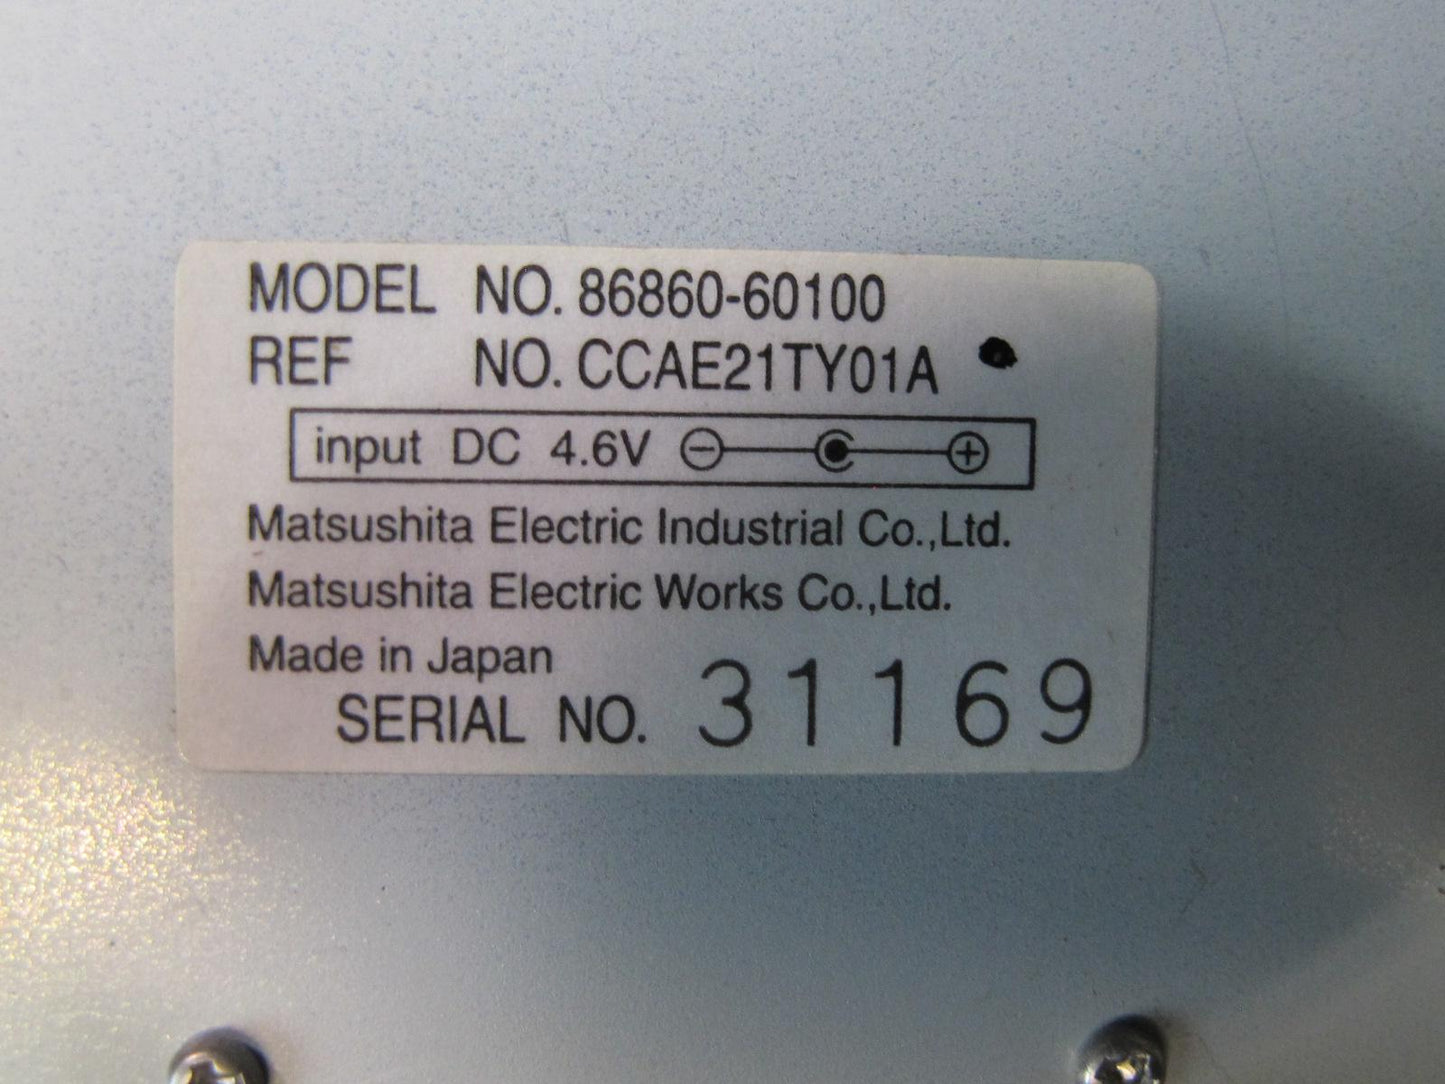 MODEL NO. 86860-60100
REF NO. CCAE21TY01A
input DC 4.6V
Matsushita Electric Industrial Co.,Ltd.
Matsushita Electric Works Co.,Ltd.
Made in Japan
SERIAL NO. 31169